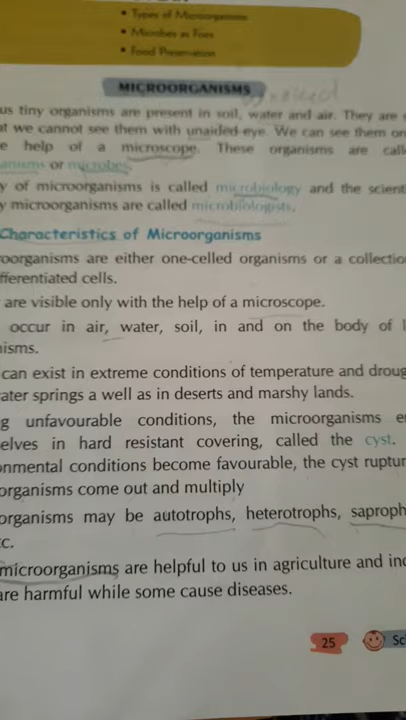 • Types of Microorganisms
• Microbes as Foes
• Food Preservation
MICROORGANISMS
us tiny organisms are present in soil, water and air. They are
at we cannot see them with unaided-eye. We can see them on
e help of a microscope. These organisms are calle
anisms or microbes.
y of microorganisms is called microbiology and the scienti
y microorganisms are called microbiologists.
Characteristics of Microorganisms
oorganisms are either one-celled organisms or a collectio
fferentiated cells.
are visible only with the help of a microscope.
occur in air, water, soil, in and on the body of l
nisms.
can exist in extreme conditions of temperature and droug
ater springs a well as in deserts and marshy lands.
g unfavourable conditions, the microorganisms e
elves in hard resistant covering, called the cyst.
onmental conditions become favourable, the cyst ruptur
organisms come out and multiply
organisms may be autotrophs, heterotrophs, saproph
tc.
microorganisms are helpful to us in agriculture and ind
are harmful while some cause diseases.
25
Sc